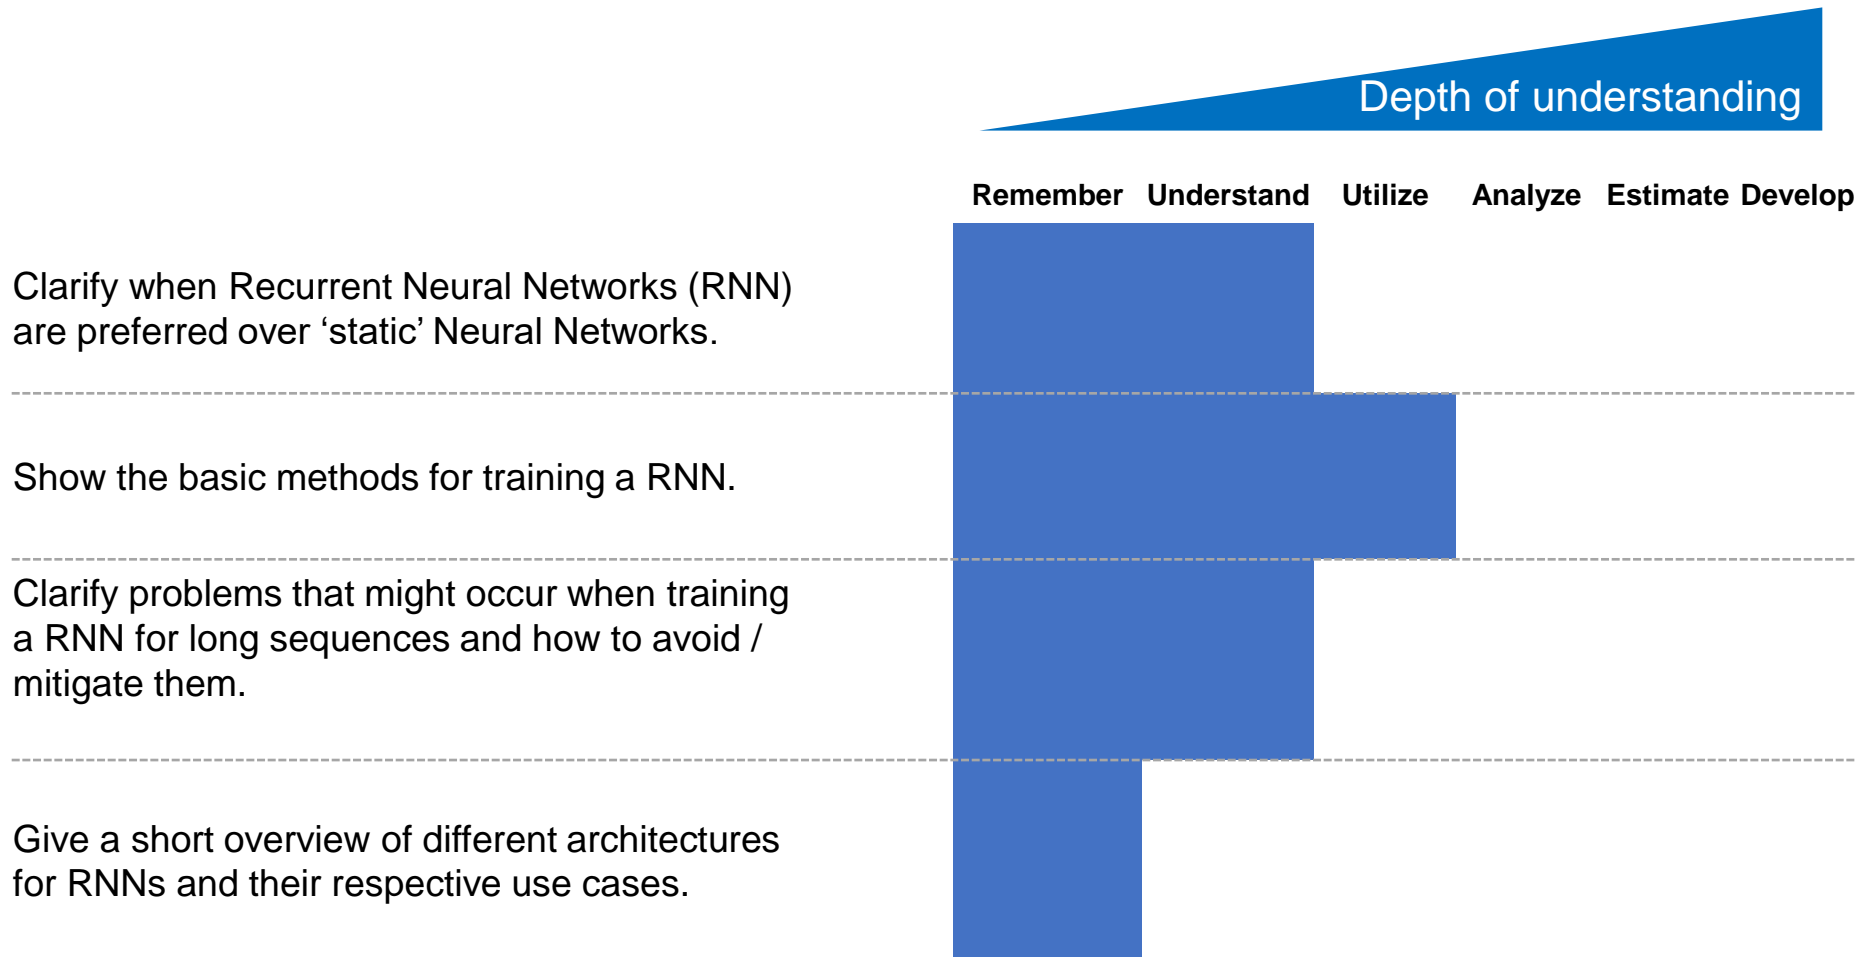 Depth of understanding
Remember Understand Utilize Analyze Estimate Develop
Clarify when Recurrent Neural Networks (RNN)
are preferred over ‘static’ Neural Networks.
Show the basic methods for training a RNN.
Clarify problems that might occur when training
a RNN for long sequences and how to avoid /
mitigate them.
Give a short overview of different architectures
for RNNs and their respective use cases.